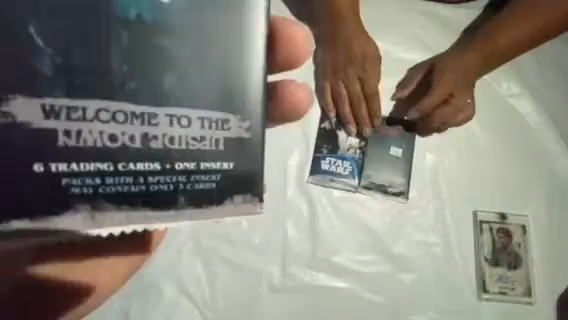 WELCOME TO THE
UPSIDE DOWN
6 TRADING CARDS + ONE INSERT
PACKS WITH A SPECIAL INSERT
MAY CONTAIN ONLY 3 CARDS
STAR
WARS